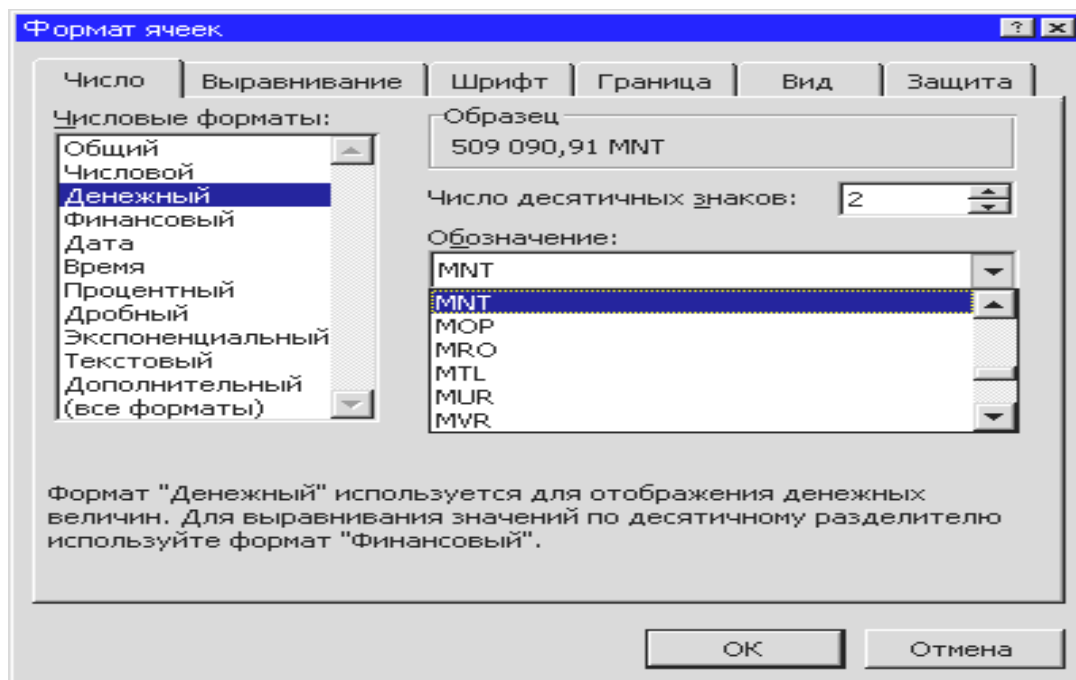 Формат ячеек
Число
Выравнивание
Шрифт
Граница
Вид
Защита
Числовые форматы:
Общий
Числовой
Денежный
Финансовый
Дата
Время
Процентный
Дробный
Экспоненциальный
Текстовый
Дополнительный
(все форматы)
Образец
509 090,91 MNT
Число десятичных знаков:
2
Обозначение:
MNT
MNT
MOP
MRO
MTL
MUR
MVR
Формат "Денежный" используется для отображения денежных
величин. Для выравнивания значений по десятичному разделителю
используйте формат "Финансовый".
ОК
Отмена